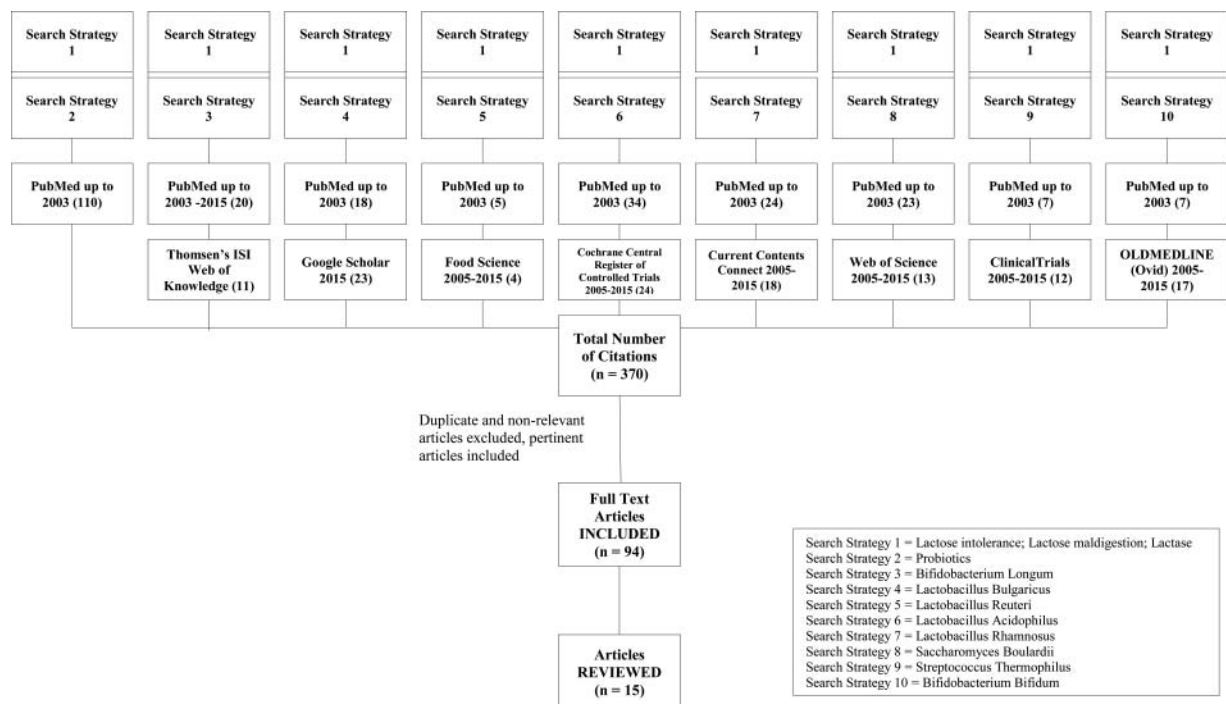 Search Strategy
1
Search Strategy
1
Search Strategy
1
Search Strategy
1
Search Strategy
1
Search Strategy
1
Search Strategy
1
Search Strategy
1
Search Strategy
1
Search Strategy
2
Search Strategy
3
Search Strategy
4
Search Strategy
5
Search Strategy
6
Search Strategy
7
Search Strategy
8
Search Strategy
9
Search Strategy
10
PubMed up to
2003 (110)
PubMed up to
2003 -2015 (20)
PubMed up to
2003 (18)
PubMed up to
2003 (5)
PubMed up to
2003 (34)
PubMed up to
2003 (24)
PubMed up to
2003 (23)
PubMed up to
2003 (7)
PubMed up to
2003 (7)
Thomsen's ISI
Web of
Knowledge (11)
Google Scholar
2015 (23)
Food Science
2005-2015 (4)
Cochrane Central
Register of
Controlled Trials
2005-2015 (24)
Current Contents
Connect 2005-
2015 (18)
Web of Science
2005-2015 (13)
ClinicalTrials
2005-2015 (12)
OLDMEDLINE
(Ovid) 2005-
2015 (17)
Total Number
of Citations
(n = 370)
Duplicate and non-relevant
articles excluded, pertinent
articles included
Full Text
Articles
INCLUDED
(n = 94)
Articles
REVIEWED
(n = 15)
Search Strategy 1 = Lactose intolerance; Lactose maldigestion; Lactase
Search Strategy 2 = Probiotics
Search Strategy 3 = Bifidobacterium Longum
Search Strategy 4 = Lactobacillus Bulgaricus
Search Strategy 5 = Lactobacillus Reuteri
Search Strategy 6 = Lactobacillus Acidophilus
Search Strategy 7 = Lactobacillus Rhamnosus
Search Strategy 8 = Saccharomyces Boulardii
Search Strategy 9 = Streptococcus Thermophilus
Search Strategy 10 = Bifidobacterium Bifidum